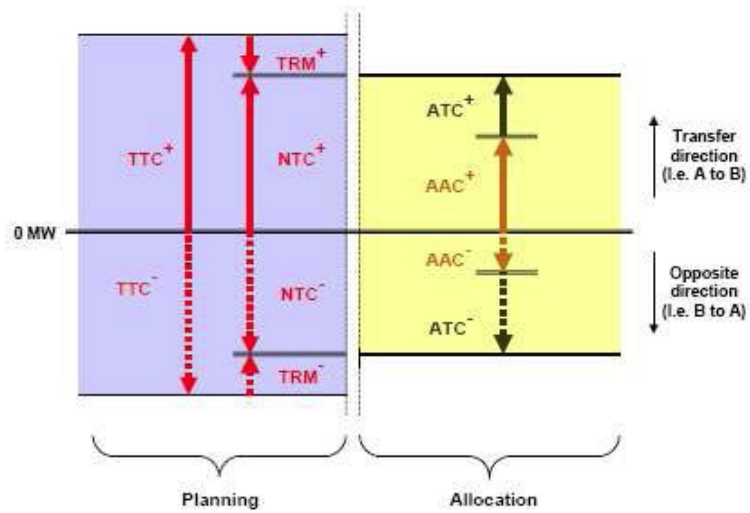 TRM+
ATC+
TTC+
NTC+
Transfer
direction
(I.e. A to B)
AAC+
0 MW
AAC-
TTC-
NTC-
Opposite
direction
(I.e. B to A)
ATC-
TRM-
Planning
Allocation